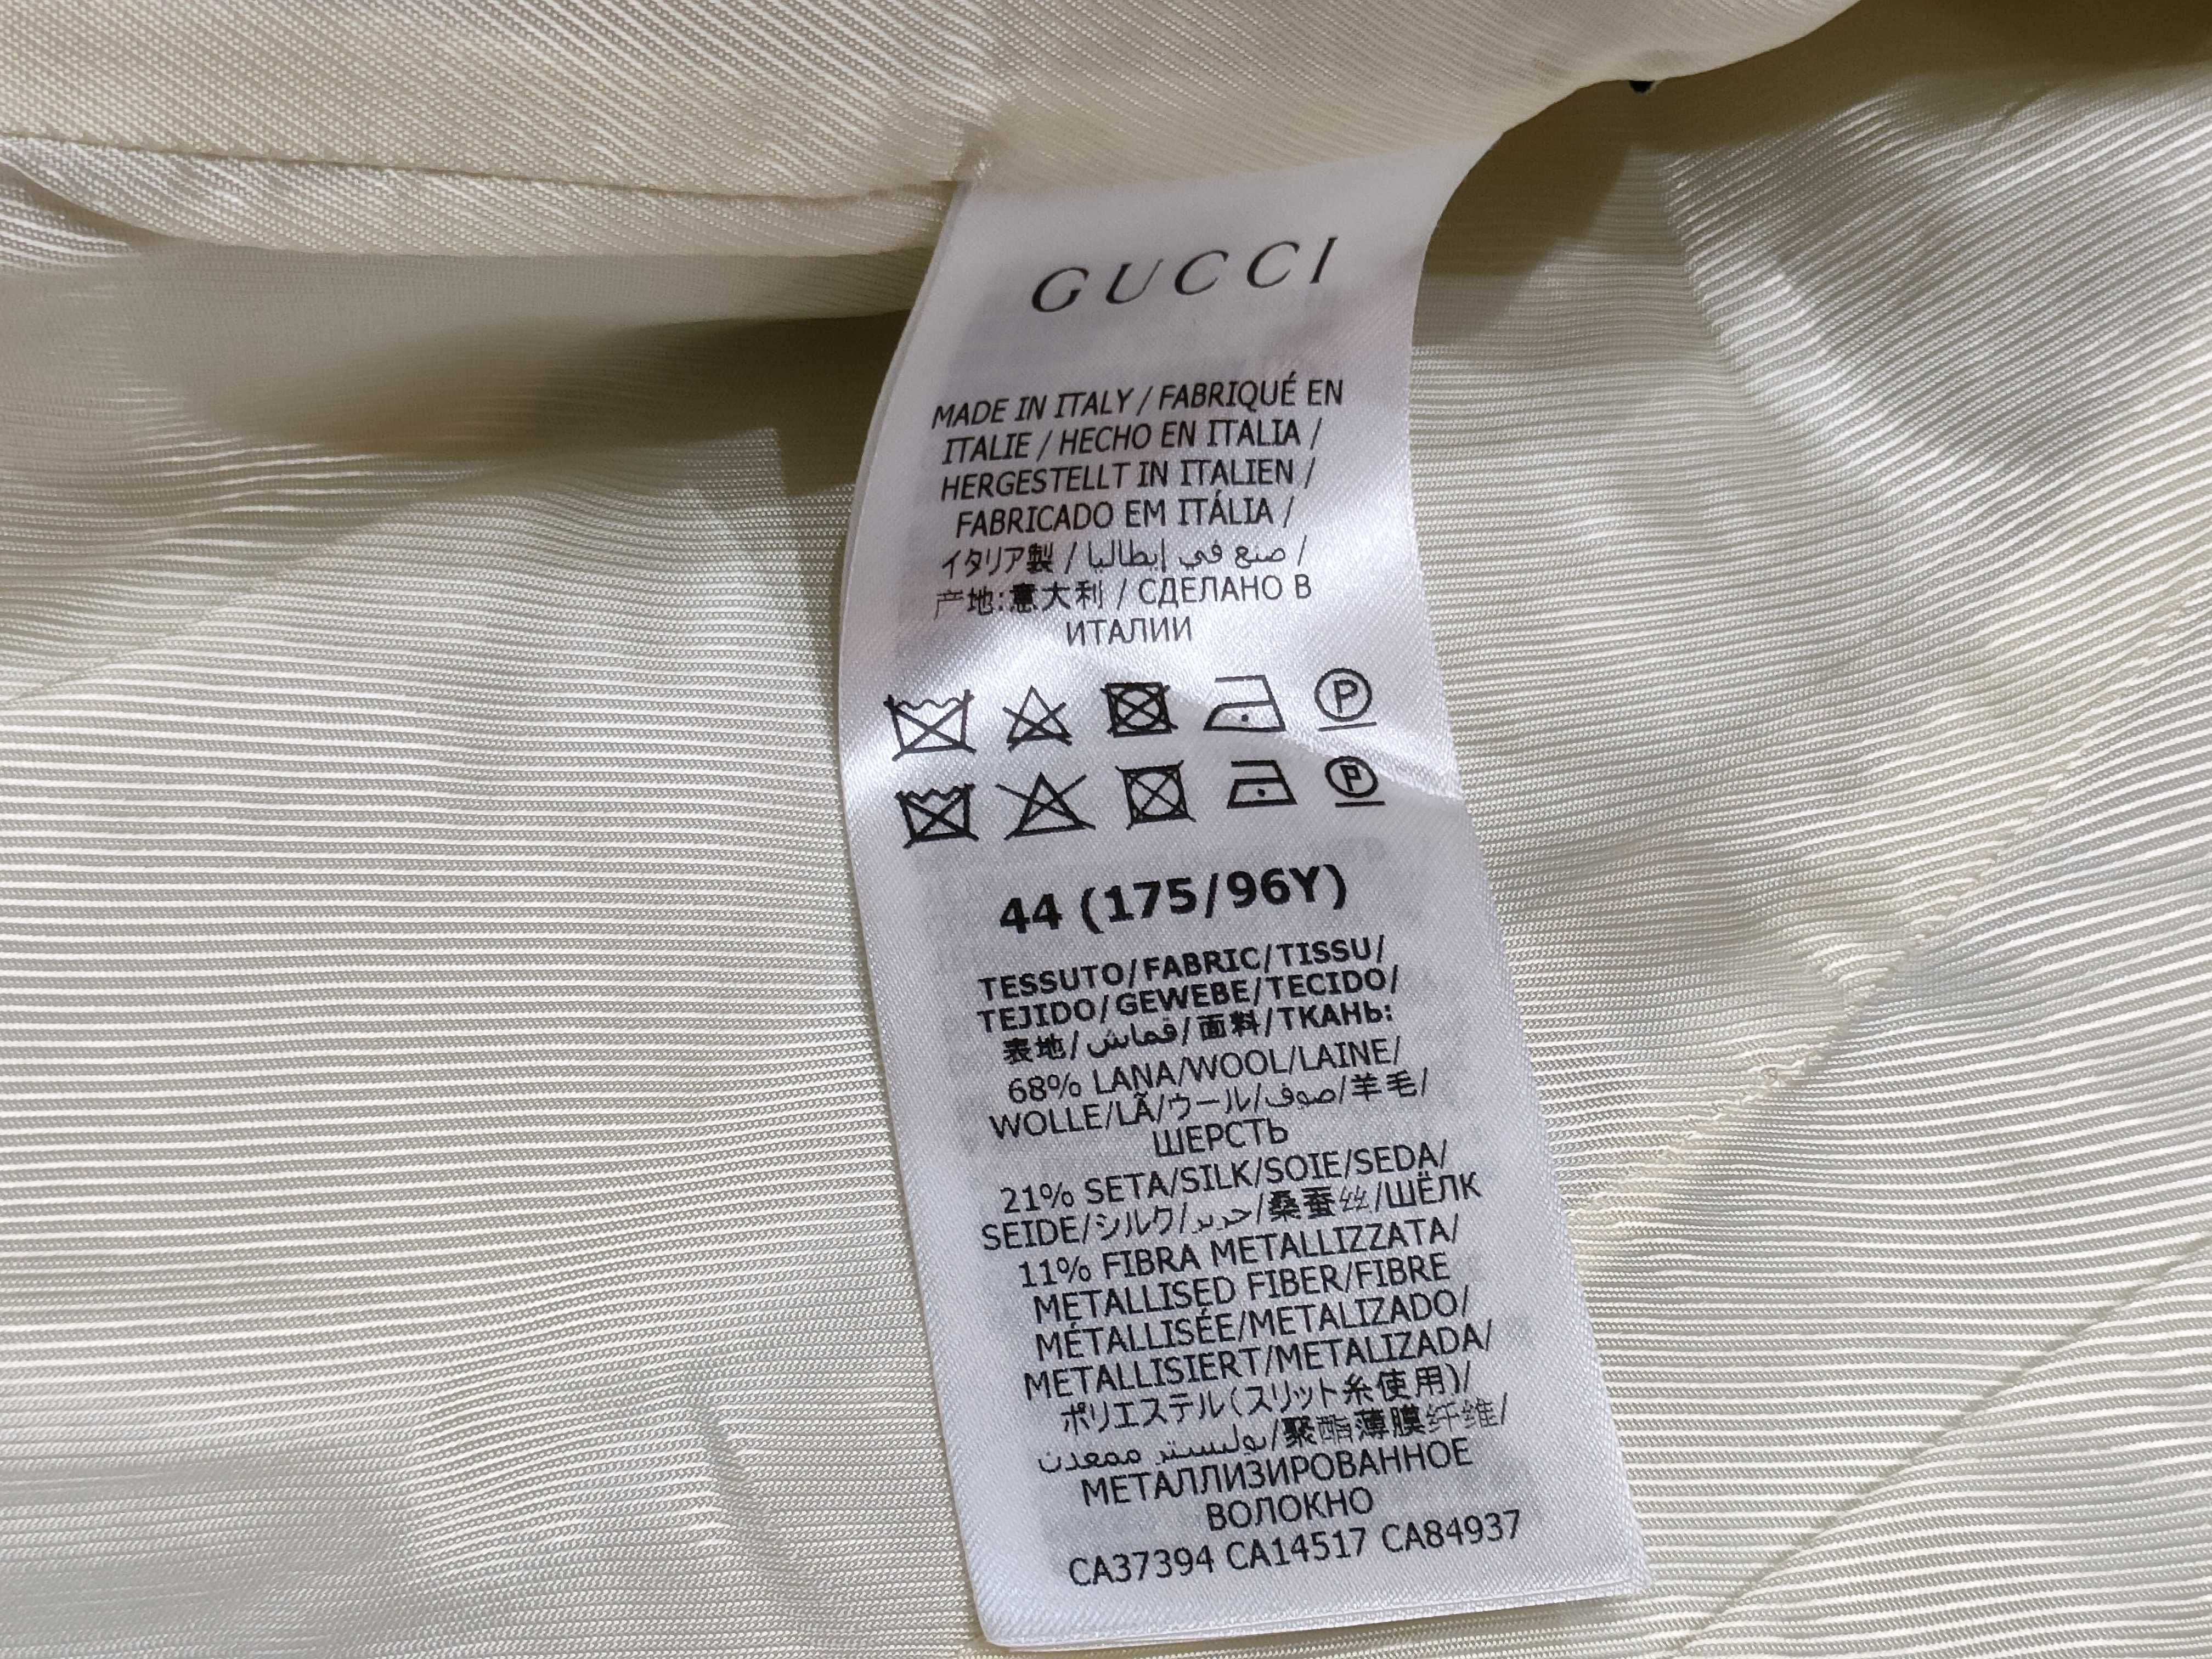 GUCCI
MADE IN ITALY / FABRIQUÉ EN
ITALIE / HECHO EN ITALIA /
HERGESTELLT IN ITALIEN /
FABRICADO EM ITÁLIA /
イタリア製 / صنع في إيطاليا /
产地:意大利 / СДЕЛАНО В
ИТАЛИИ
P
P
44 (175/96Y)
TESSUTO/FABRIC/TISSU/
TEJIDO/GEWEBE/TECIDO/
表地/قماش/面料/ТКАНЬ:
68% LANA/WOOL/LAINE/
WOLLE/LÃ/ウール/صوف/羊毛/
ШЕРСТЬ
21% SETA/SILK/SOIE/SEDA/
SEIDE/シルク/حرير/桑蚕丝/ШЁЛК
11% FIBRA METALLIZZATA/
METALLISED FIBER/FIBRE
MÉTALLISÉE/METALIZADO/
METALLISIERT/METALIZADA/
ポリエステル(スリット糸使用)/
بوليستر ممعدن/聚酯薄膜纤维/
МЕТАЛЛИЗИРОВАННОЕ
ВОЛОКНО
CA37394 CA14517 CA84937